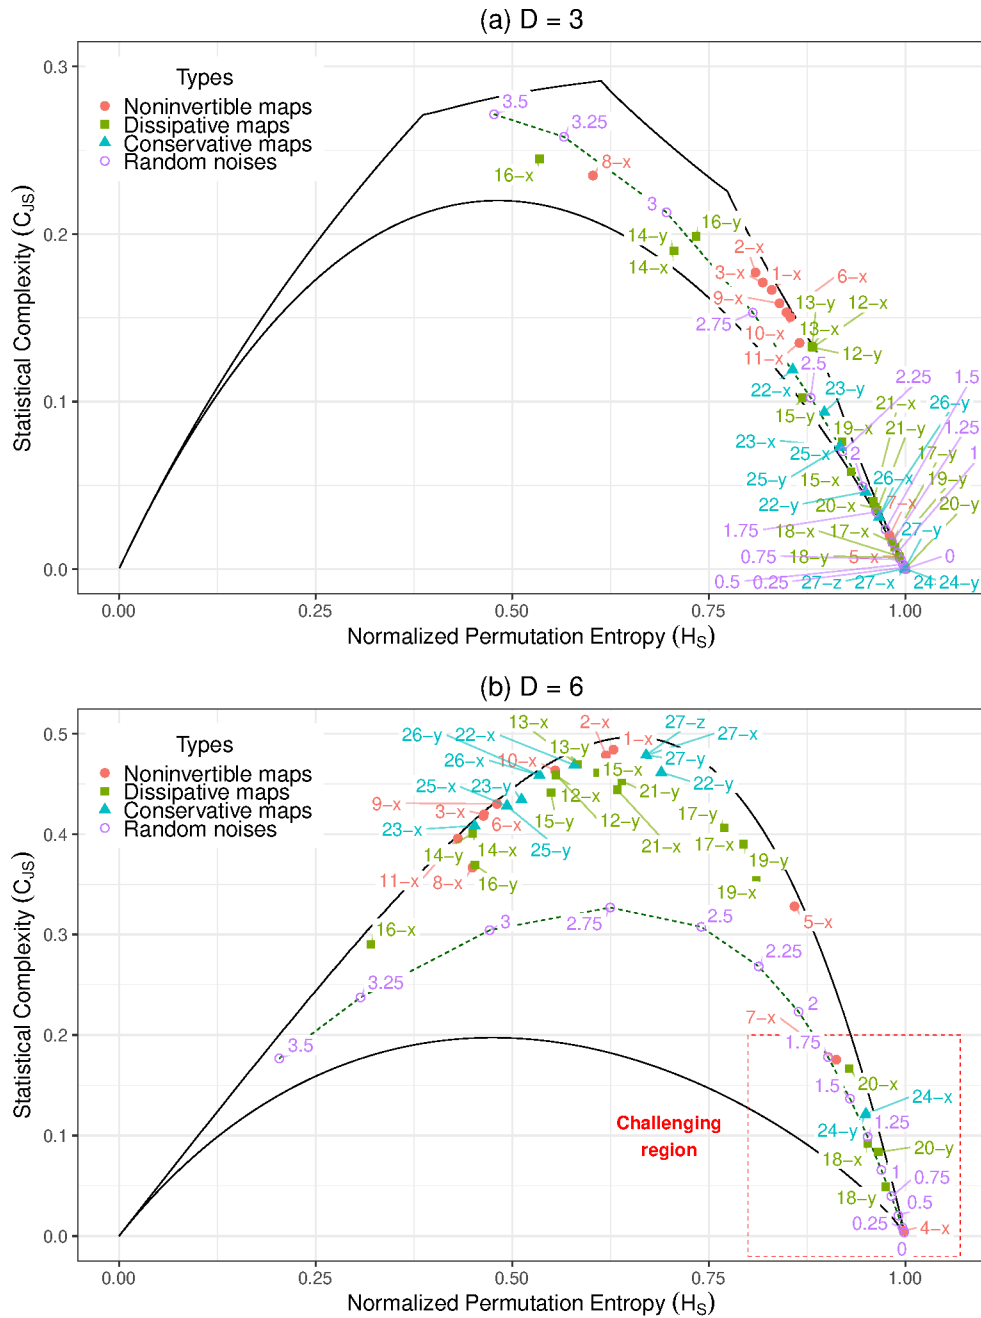 (a) D = 3
Statistical Complexity (C_JS)
0.3
0.2
0.1
0.0
Types
Noninvertible maps
Dissipative maps
Conservative maps
Random noises
3.5
3.25
8−x
16−x
3
16−y
14−y
14−x
2−x
3−x
1−x
6−x
9−x
13−y
12−x
2.75
10−x
13−x
11−x
12−y
2.5
2.25
1.5
22−x
23−y
21−x
26−y
15−y
19−x
21−y
1.25
23−x
25−x
2
17−y
1
25−y
15−x
26−x
19−y
22−y
20−x
7−x
20−y
1.75
18−x
17−x
27−y
0.75
18−y
5−x
0
0.5
0.25
27−z
27−x
24
24−y
0.00
0.25
0.50
0.75
1.00
Normalized Permutation Entropy (H_S)
(b) D = 6
Statistical Complexity (C_JS)
0.5
0.4
0.3
0.2
0.1
0.0
Types
Noninvertible maps
Dissipative maps
Conservative maps
Random noises
13−x
2−x
27−z
26−y
22−x
1−x
27−x
13−y
26−x
10−x
27−y
15−x
25−x
23−y
22−y
9−x
12−x
21−y
3−x
6−x
15−y
12−y
17−y
23−x
25−y
21−x
17−x
14−y
14−x
19−y
11−x
8−x
16−y
19−x
16−x
3
2.75
2.5
5−x
2.25
3.25
2
7−x
3.5
1.75
1.5
20−x
24−x
Challenging
region
24−y
1.25
18−x
20−y
1
0.75
18−y
0.5
0.25
4−x
0
0.00
0.25
0.50
0.75
1.00
Normalized Permutation Entropy (H_S)